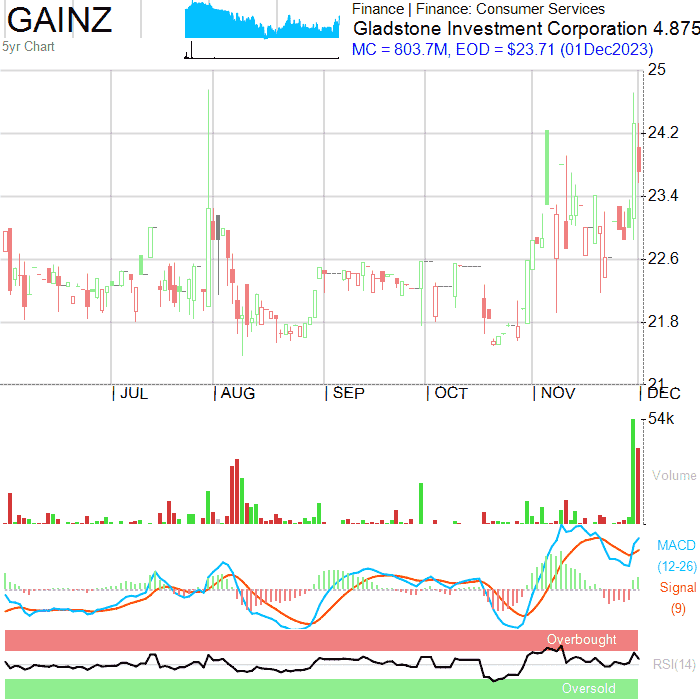 GAINZ
5yr Chart
Finance | Finance: Consumer Services
Gladstone Investment Corporation 4.875
MC = 803.7M, EOD = $23.71 (01Dec2023)
25
24.2
23.4
22.6
21.8
21
| JUL | AUG | SEP | OCT | NOV | DEC
54k
Volume
MACD
(12-26)
Signal
(9)
Overbought
RSI(14)
Oversold